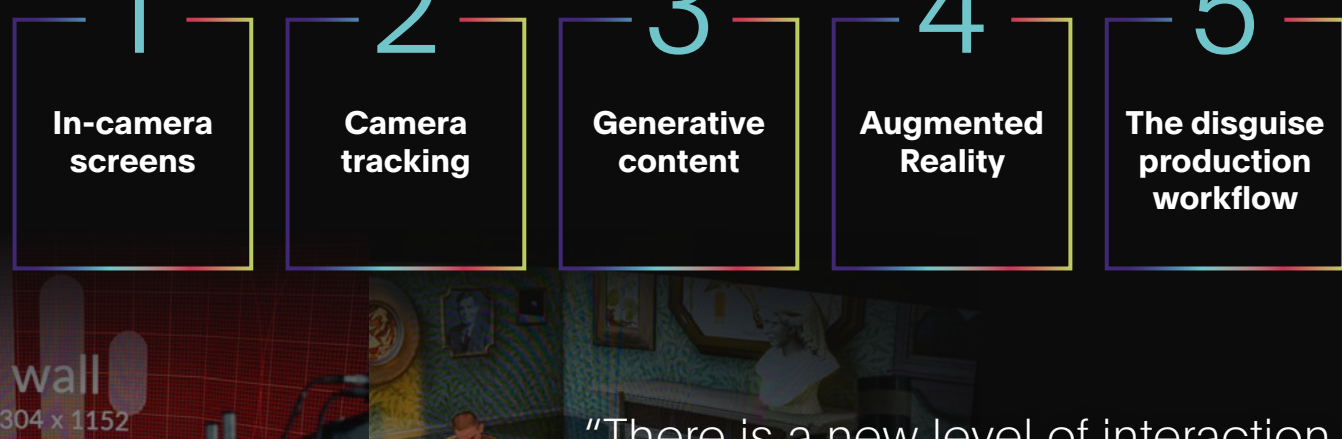 1
2
3
4
5
In-camera
screens
Camera
tracking
Generative
content
Augmented
Reality
The disguise
production
workflow
wall
304 x 1152
“There is a new level of interaction